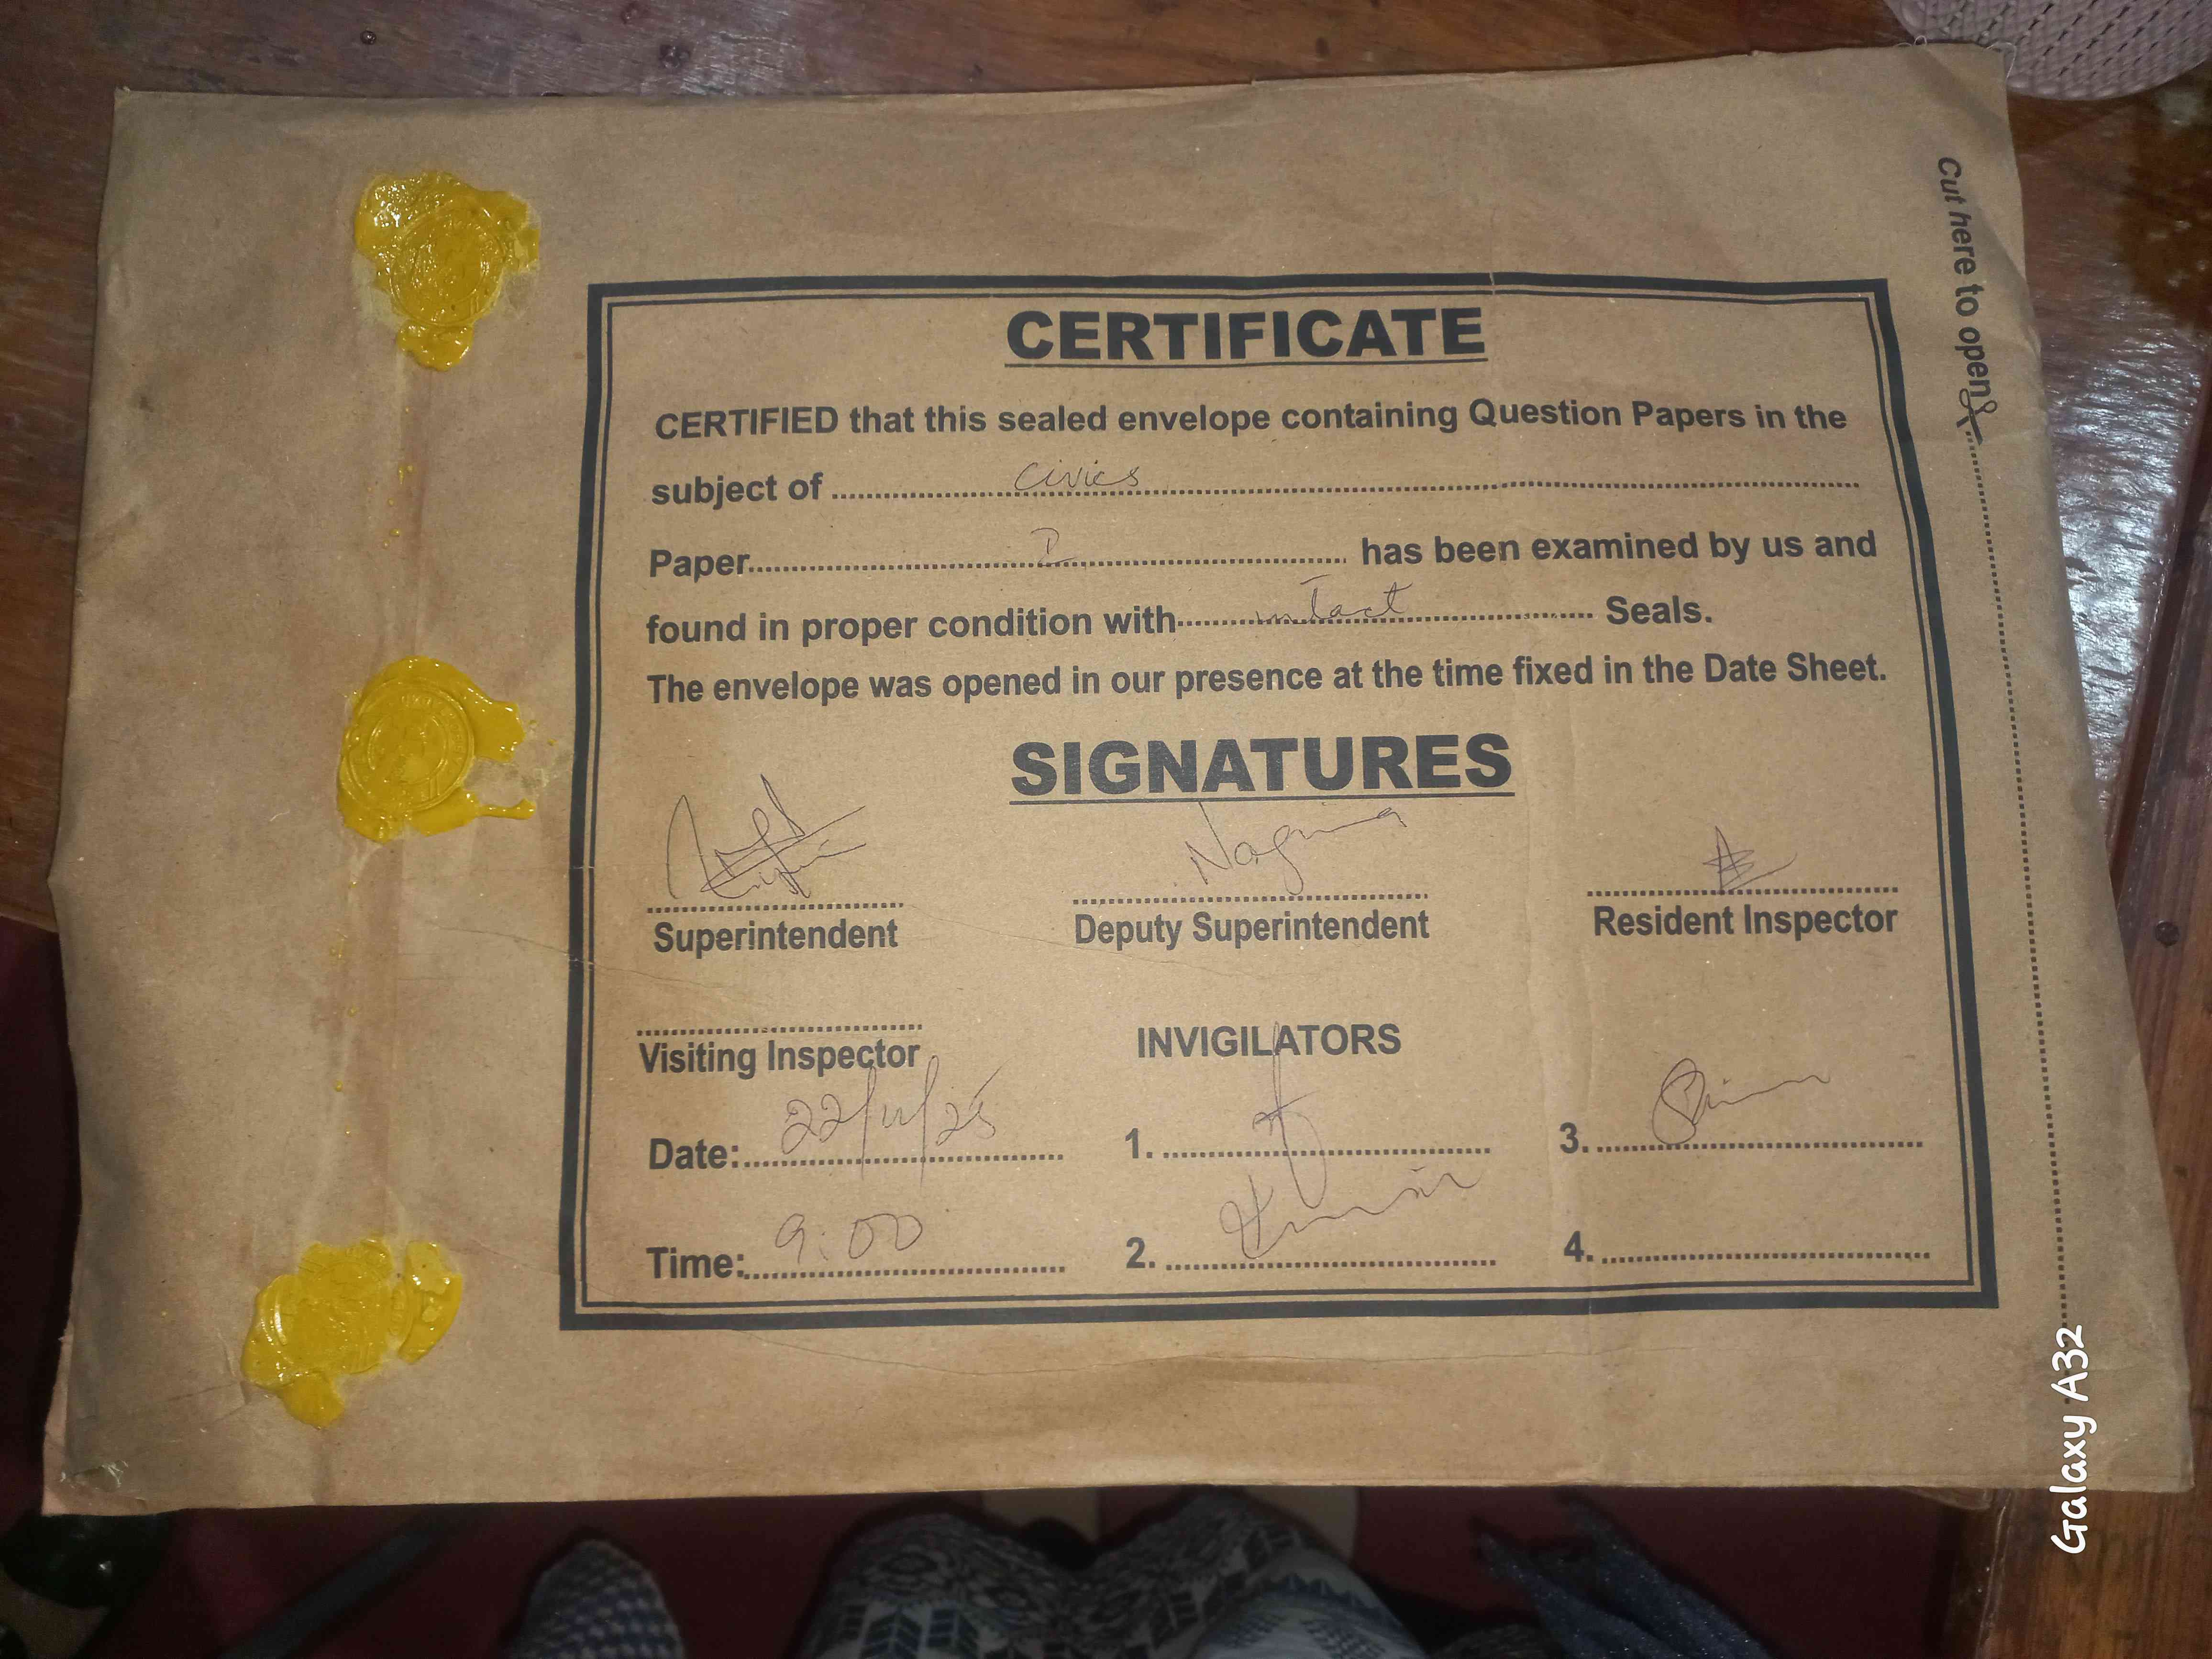 CERTIFICATE
CERTIFIED that this sealed envelope containing Question Papers in the
subject of Civics
Paper I has been examined by us and
found in proper condition with intact Seals.
The envelope was opened in our presence at the time fixed in the Date Sheet.
SIGNATURES
Nagina
Superintendent Deputy Superintendent Resident Inspector
Visiting Inspector INVIGILATORS
Date: 22/11/25 1. 3.
Time: 9:00 2. 4.
Cut here to open
Galaxy A32